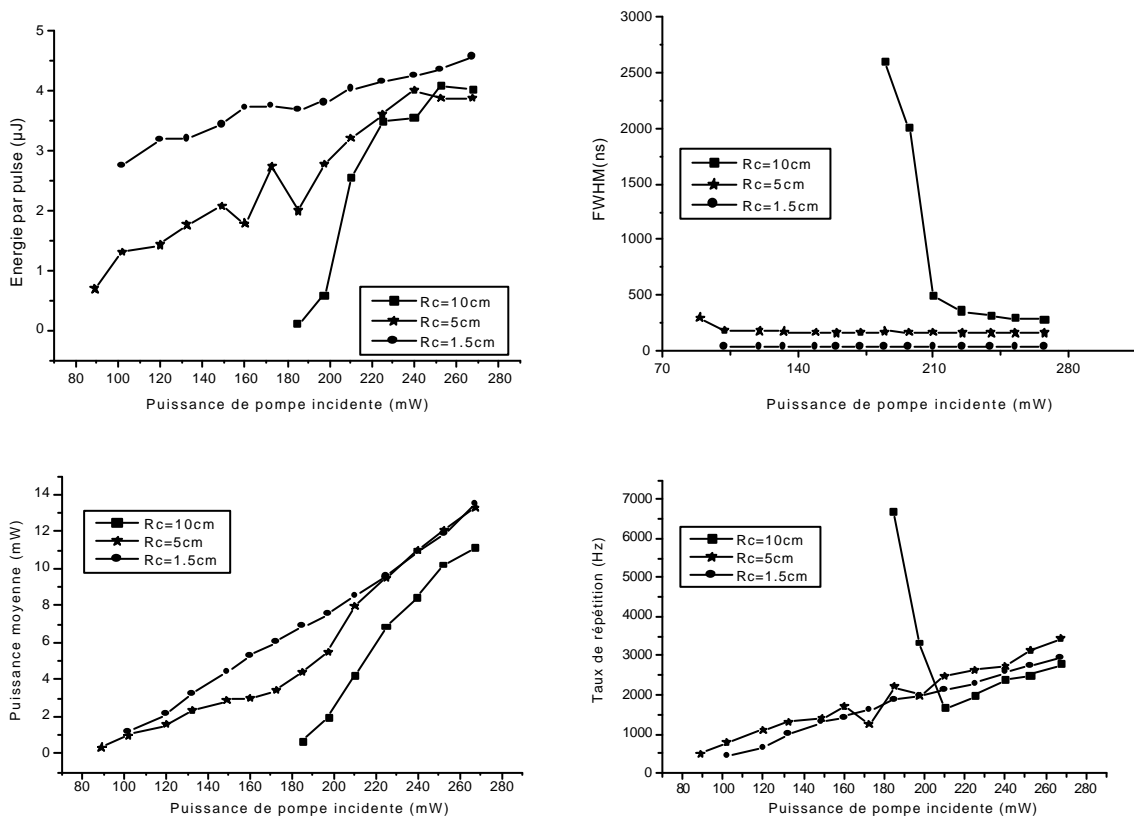 5
4
3
2
1
0
Energie par pulse (µJ)
Rc=10cm
Rc=5cm
Rc=1.5cm
80 100 120 140 160 180 200 220 240 260 280
Puissance de pompe incidente (mW)
3000
2500
2000
1500
1000
500
0
FWHM(ns)
Rc=10cm
Rc=5cm
Rc=1.5cm
70 140 210 280
Puissance de pompe incidente (mW)
14
12
10
8
6
4
2
0
Puissance moyenne (mW)
Rc=10cm
Rc=5cm
Rc=1.5cm
80 100 120 140 160 180 200 220 240 260 280
Puissance de pompe incidente (mW)
7000
6000
5000
4000
3000
2000
1000
0
Taux de répétition (Hz)
Rc=10cm
Rc=5cm
Rc=1.5cm
80 100 120 140 160 180 200 220 240 260 280
Puissance de pompe incidente (mW)